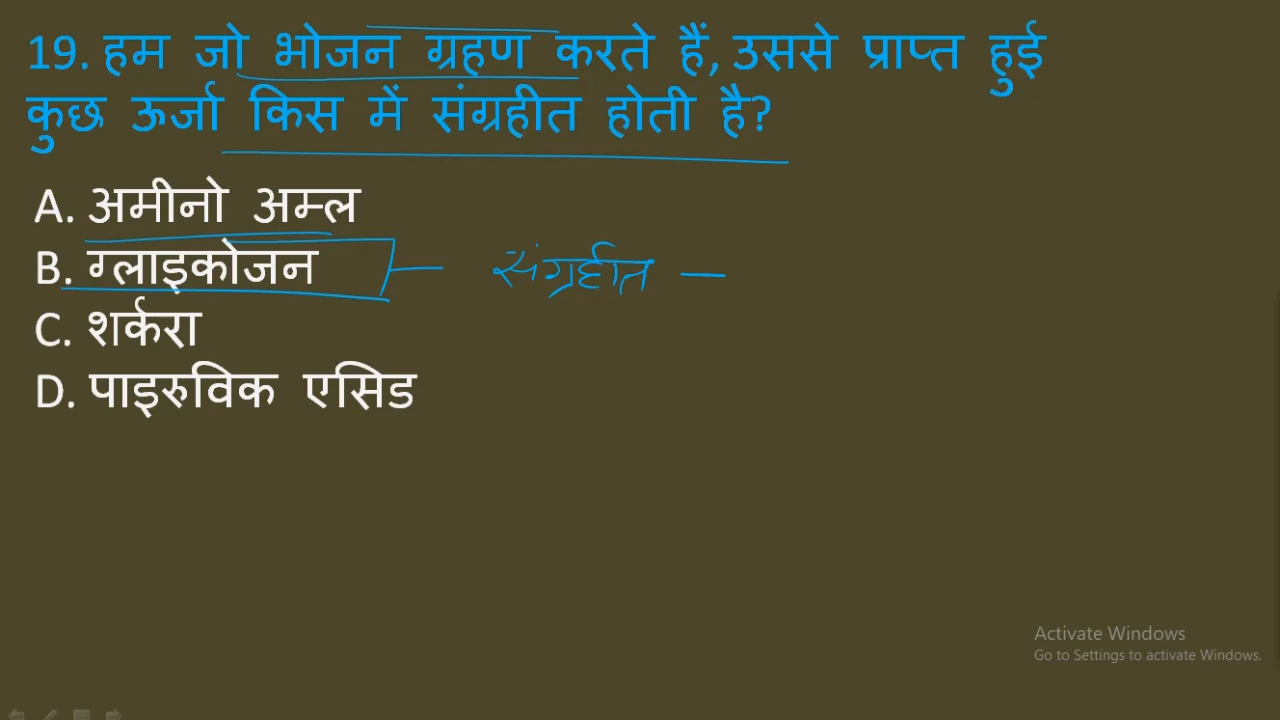 19. हम जो भोजन ग्रहण करते हैं, उससे प्राप्त हुई
कुछ ऊर्जा किस में संग्रहीत होती है?
A. अमीनो अम्ल
B. ग्लाइकोजन - संग्रहीत -
C. शर्करा
D. पाइरुविक एसिड
Activate Windows
Go to Settings to activate Windows.